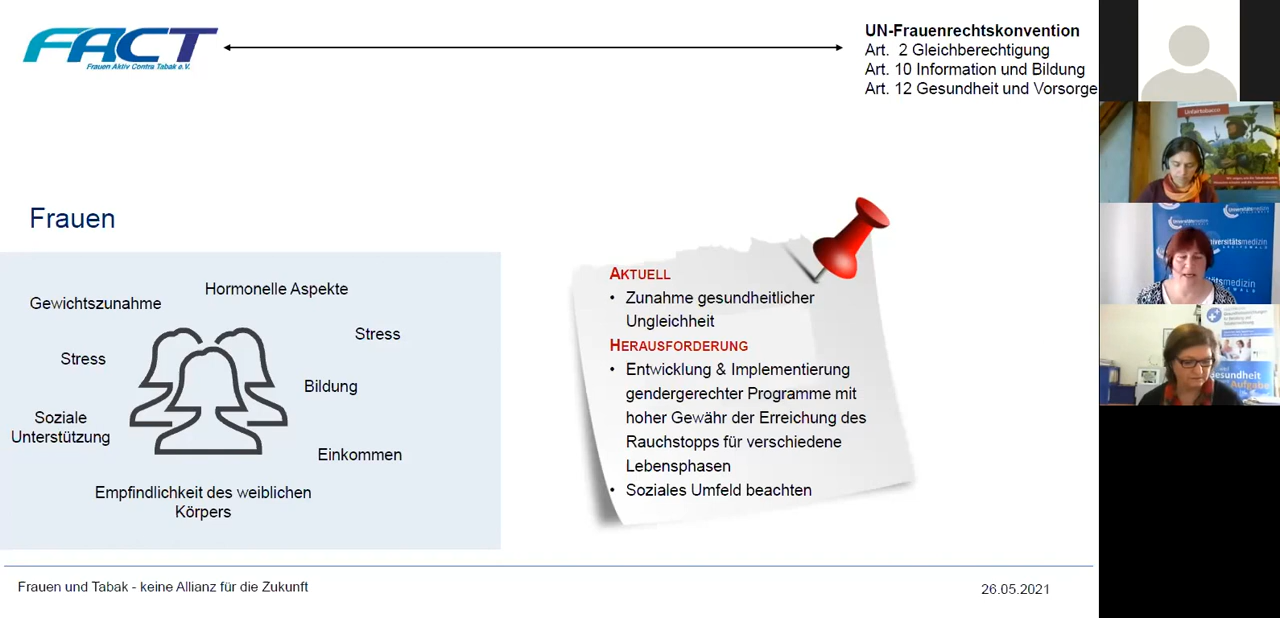 FACT
Frauen Aktiv Contra Tabak e.V.
UN-Frauenrechtskonvention
Art. 2 Gleichberechtigung
Art. 10 Information und Bildung
Art. 12 Gesundheit und Vorsorge
Frauen
Gewichtszunahme
Hormonelle Aspekte
Stress
Stress
Bildung
Soziale
Unterstützung
Einkommen
Empfindlichkeit des weiblichen
Körpers
AKTUELL
• Zunahme gesundheitlicher
Ungleichheit
HERAUSFORDERUNG
• Entwicklung & Implementierung
gendergerechter Programme mit
hoher Gewähr der Erreichung des
Rauchstopps für verschiedene
Lebensphasen
• Soziales Umfeld beachten
Frauen und Tabak - keine Allianz für die Zukunft
26.05.2021
Unfairtobacco
Universitätsmedizin
GREIFSWALD